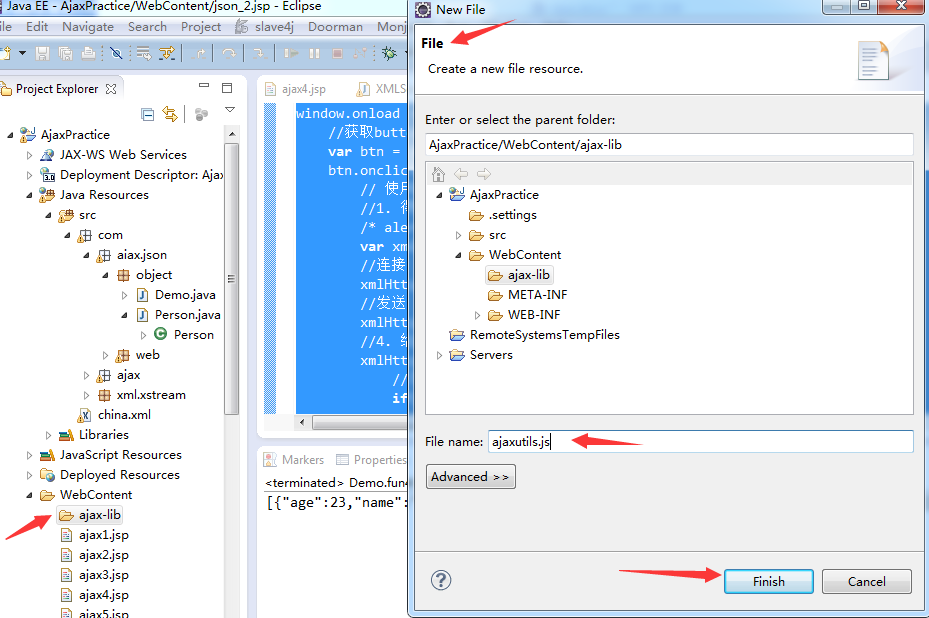 Java EE - AjaxPractice/WebContent/json_2.jsp - Eclipse
ile Edit Navigate Search Project slave4j Doorman Monj
Project Explorer
AjaxPractice
JAX-WS Web Services
Deployment Descriptor: Ajax
Java Resources
src
com
aiax.json
object
Demo.java
Person.java
Person
web
ajax
xml.xstream
china.xml
Libraries
JavaScript Resources
Deployed Resources
WebContent
ajax-lib
ajax1.jsp
ajax2.jsp
ajax3.jsp
ajax4.jsp
ajax5.jsp
ajax4.jsp XMLS
window.onload
//获取butt
var btn =
btn.onclic
// 使用
//1. 得
/* ale
var xm
//连接
xmlHtt
//发送
xmlHtt
//4. 给
xmlHtt
//
if
Markers Properties
<terminated> Demo.fun4
[{"age":23,"name":
New File
File
Create a new file resource.
Enter or select the parent folder:
AjaxPractice/WebContent/ajax-lib
AjaxPractice
.settings
src
WebContent
ajax-lib
META-INF
WEB-INF
RemoteSystemsTempFiles
Servers
File name: ajaxutils.js
Advanced >>
Finish Cancel